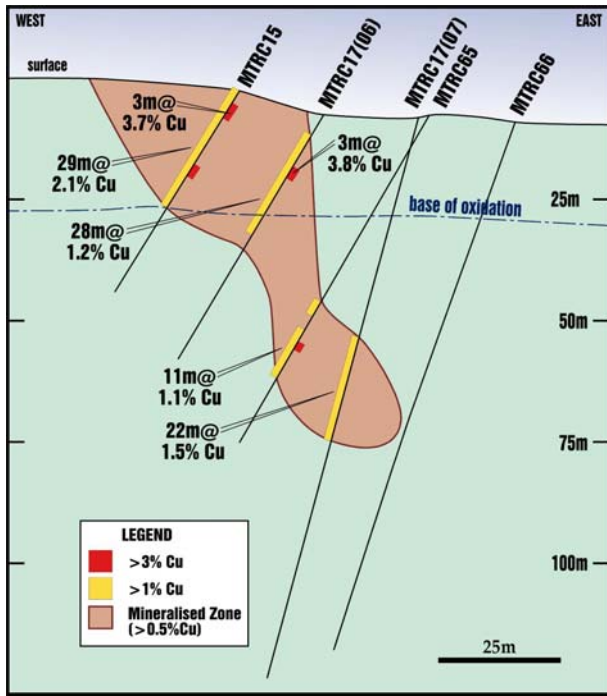 WEST
EAST
surface
MTRC15
MTRC17(06)
MTRC17(07)
MTRC65
MTRC66
3m@
3.7% Cu
3m@
3.8% Cu
29m@
2.1% Cu
28m@
1.2% Cu
25m
base of oxidation
50m
11m@
1.1% Cu
22m@
1.5% Cu
75m
100m
LEGEND
>3% Cu
>1% Cu
Mineralised Zone
(>0.5%Cu)
25m